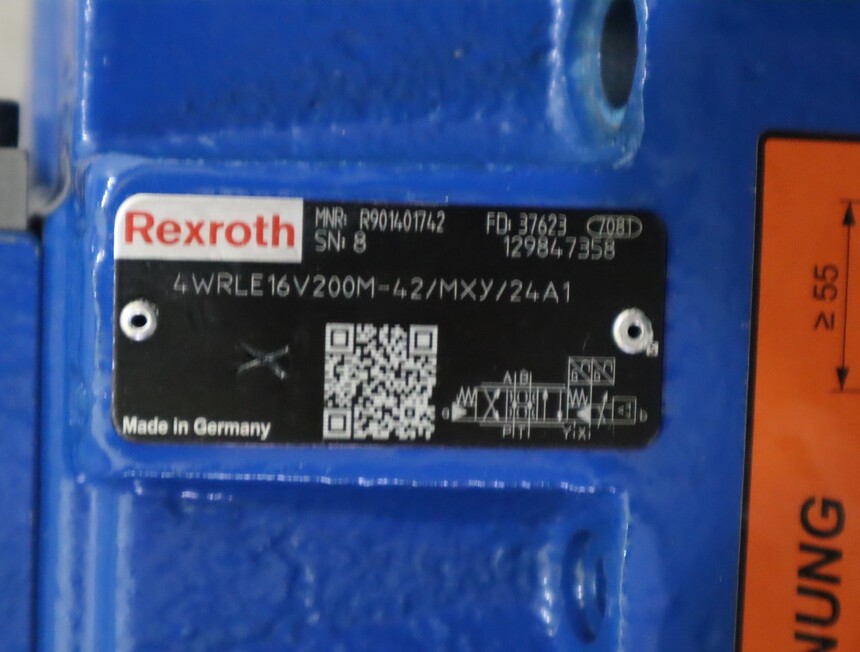 Rexroth
MNR: R901401742 FD: 37623 7081
SN: 8 129847358
4WRLE16V200M-42/MXY/24A1
A B
a b
P T Y X
Made in Germany
≥ 55
NUNG